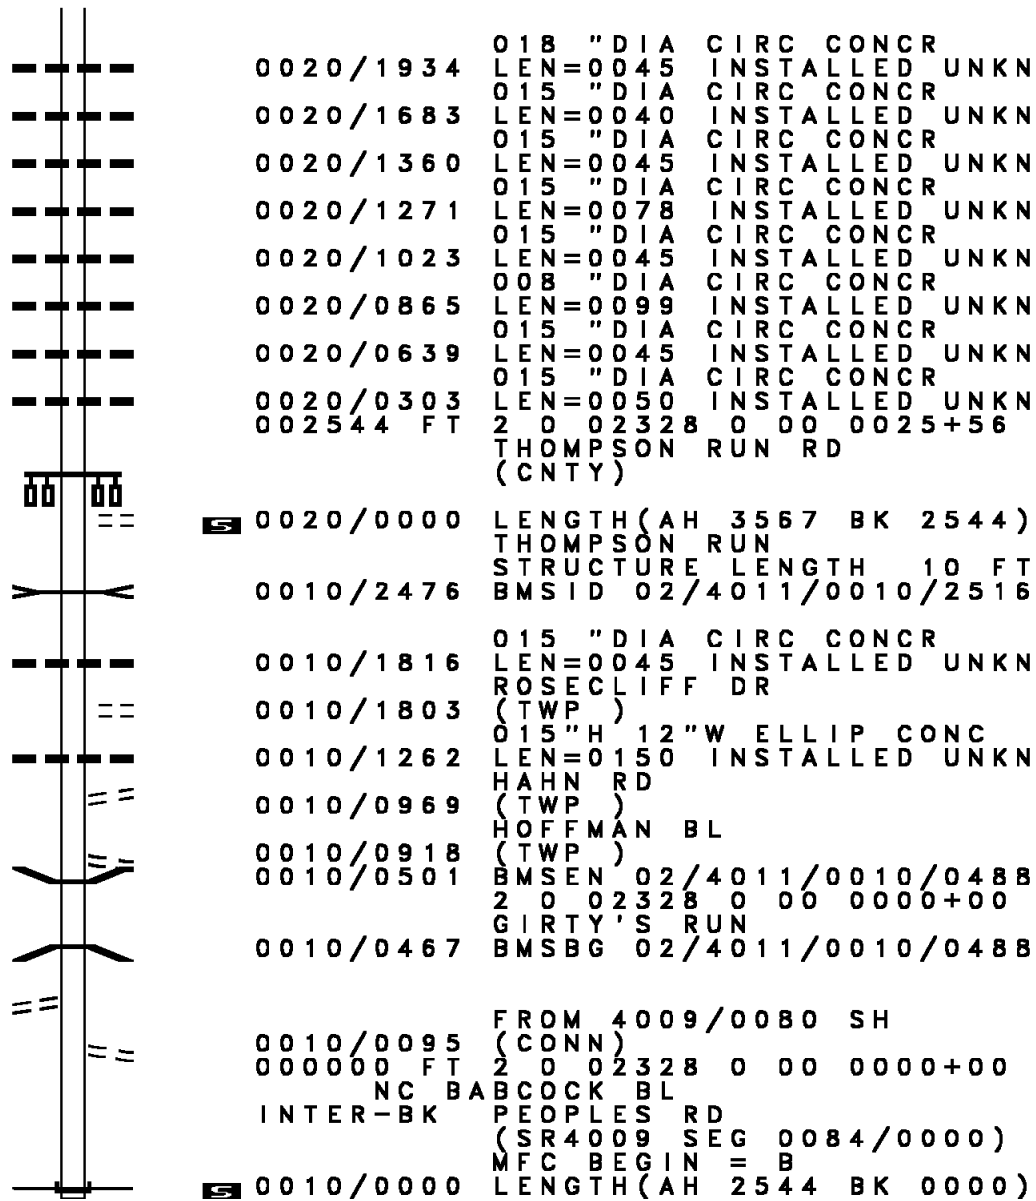 018 "DIA CIRC CONCR
0020/1934 LEN=0045 INSTALLED UNKN
015 "DIA CIRC CONCR
0020/1683 LEN=0040 INSTALLED UNKN
015 "DIA CIRC CONCR
0020/1360 LEN=0045 INSTALLED UNKN
015 "DIA CIRC CONCR
0020/1271 LEN=0078 INSTALLED UNKN
015 "DIA CIRC CONCR
0020/1023 LEN=0045 INSTALLED UNKN
008 "DIA CIRC CONCR
0020/0865 LEN=0099 INSTALLED UNKN
015 "DIA CIRC CONCR
0020/0639 LEN=0045 INSTALLED UNKN
015 "DIA CIRC CONCR
0020/0303 LEN=0050 INSTALLED UNKN
002544 FT 2 0 02328 0 00 0025+56
THOMPSON RUN RD
(CNTY)
S 0020/0000 LENGTH(AH 3567 BK 2544)
THOMPSON RUN
STRUCTURE LENGTH 10 FT
0010/2476 BMSID 02/4011/0010/2516
015 "DIA CIRC CONCR
0010/1816 LEN=0045 INSTALLED UNKN
ROSECLIFF DR
0010/1803 (TWP )
015"H 12"W ELLIP CONC
0010/1262 LEN=0150 INSTALLED UNKN
HAHN RD
0010/0969 (TWP )
HOFFMAN BL
0010/0918 (TWP )
0010/0501 BMSEN 02/4011/0010/0488
2 0 02328 0 00 0000+00
GIRTY'S RUN
0010/0467 BMSBG 02/4011/0010/0488
FROM 4009/0080 SH
0010/0095 (CONN)
000000 FT 2 0 02328 0 00 0000+00
NC BABCOCK BL
INTER-BK PEOPLES RD
(SR4009 SEG 0084/0000)
MFC BEGIN = B
S 0010/0000 LENGTH(AH 2544 BK 0000)